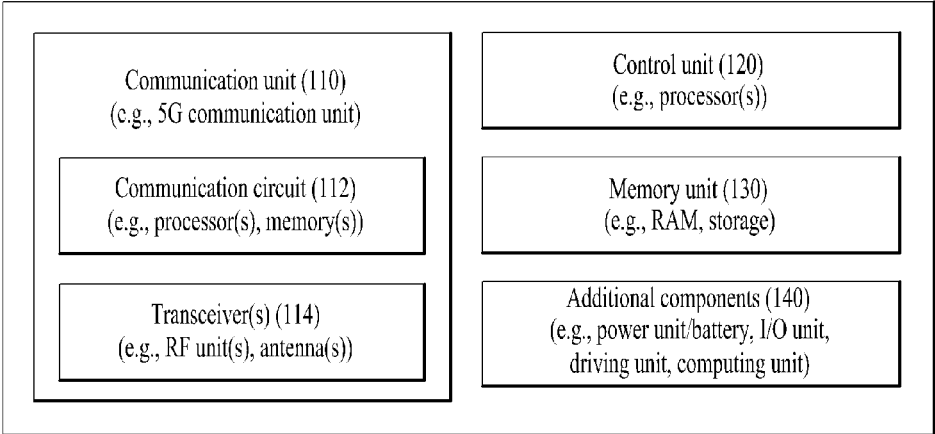 Communication unit (110)
(e.g., 5G communication unit)
Communication circuit (112)
(e.g., processor(s), memory(s))
Transceiver(s) (114)
(e.g., RF unit(s), antenna(s))
Control unit (120)
(e.g., processor(s))
Memory unit (130)
(e.g., RAM, storage)
Additional components (140)
(e.g., power unit/battery, I/O unit,
driving unit, computing unit)